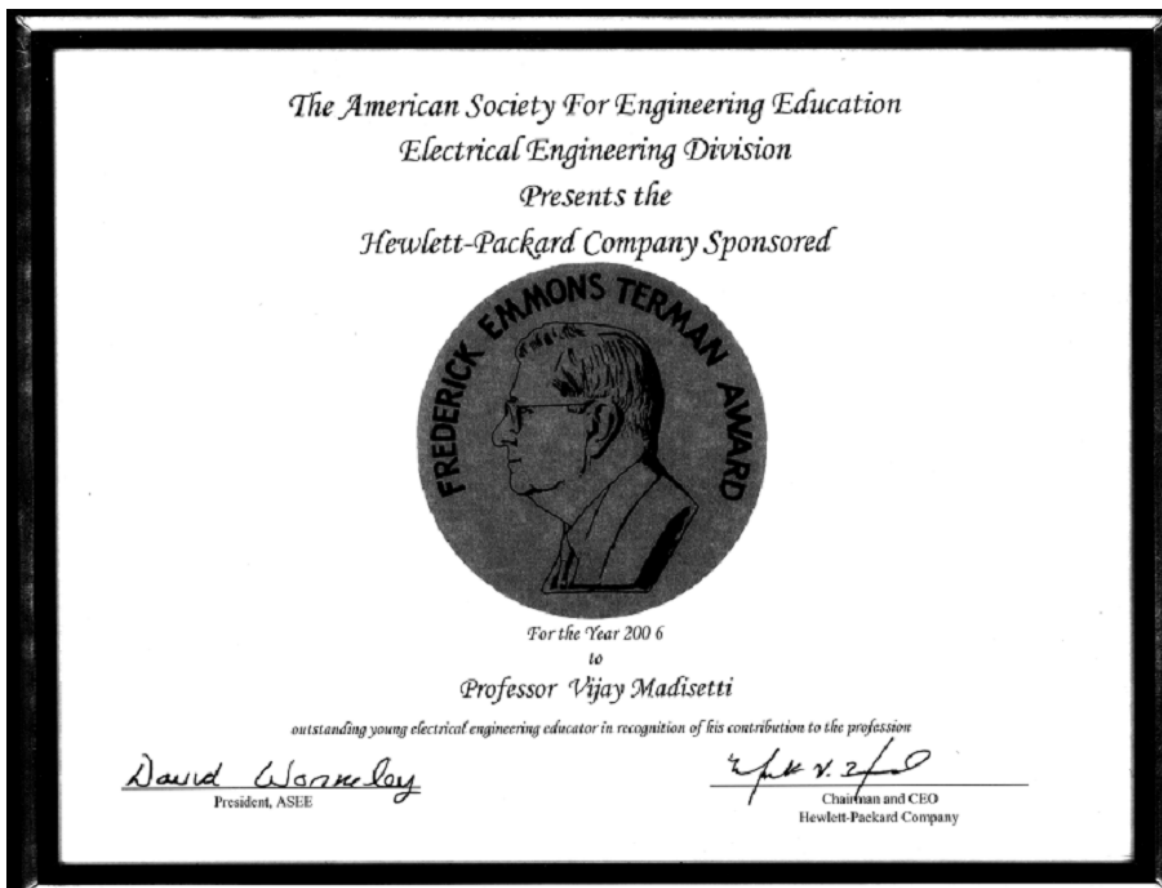 The American Society For Engineering Education
Electrical Engineering Division
Presents the
Hewlett-Packard Company Sponsored
FREDERICK EMMONS TERMAN AWARD
For the Year 200 6
to
Professor Vijay Madisetti
outstanding young electrical engineering educator in recognition of his contribution to the profession
David Wormley
President, ASEE
Chairman and CEO
Hewlett-Packard Company